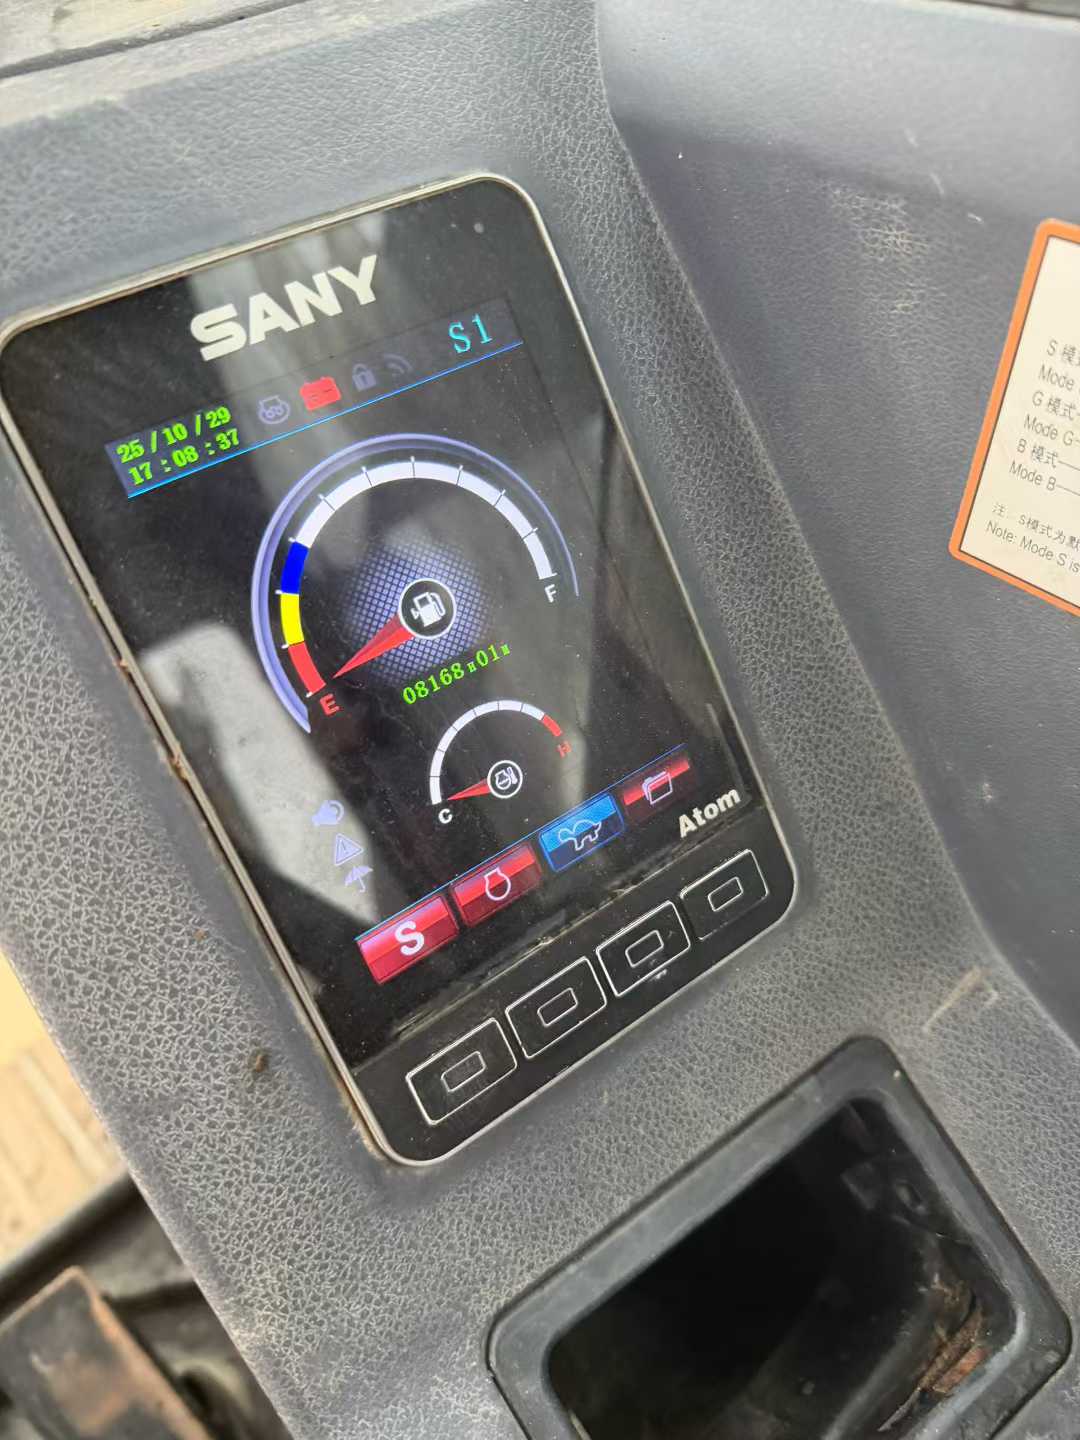 SANY
S1
25/10/29
17:08:37
F
E
08168H01M
H
C
Atom
S
S 模式
Mode
G 模式—
Mode G—
B 模式——
Mode B——
注: s模式为默
Note: Mode S is